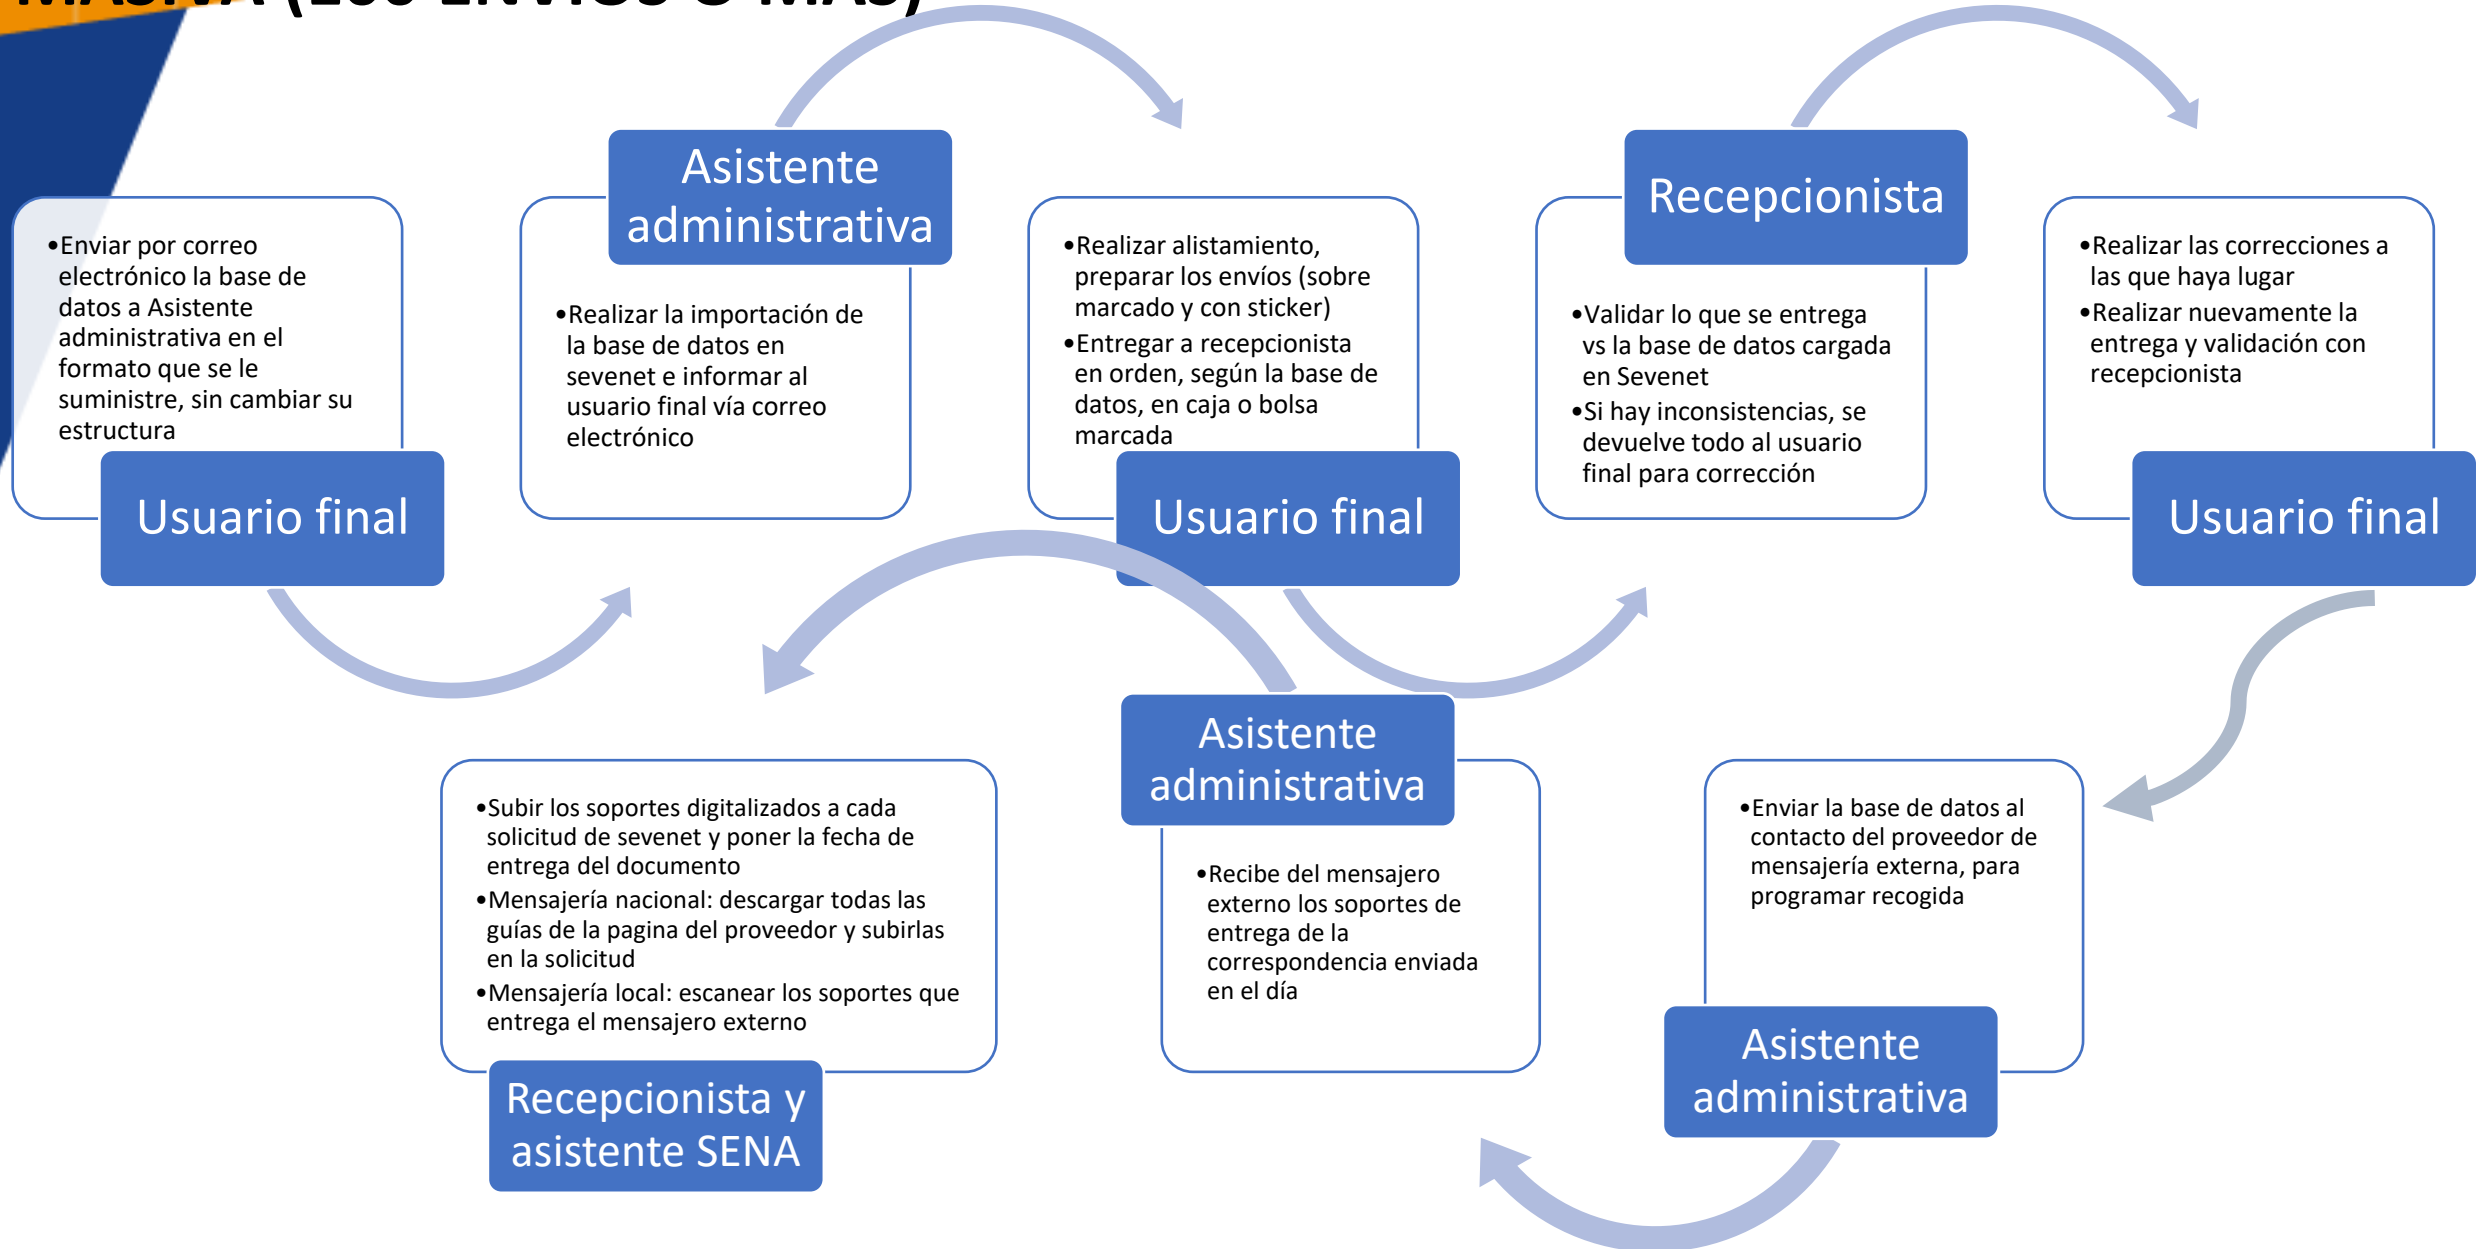 MASIVA ( ENVIOS O MAS)
•Enviar por correo
electrónico la base de
datos a Asistente
administrativa en el
formato que se le
suministre, sin cambiar su
estructura
Usuario final
Asistente
administrativa
•Realizar la importación de
la base de datos en
sevenet e informar al
usuario final vía correo
electrónico
•Realizar alistamiento,
preparar los envíos (sobre
marcado y con sticker)
•Entregar a recepcionista
en orden, según la base de
datos, en caja o bolsa
marcada
Usuario final
Recepcionista
•Validar lo que se entrega
vs la base de datos cargada
en Sevenet
•Si hay inconsistencias, se
devuelve todo al usuario
final para corrección
•Realizar las correcciones a
las que haya lugar
•Realizar nuevamente la
entrega y validación con
recepcionista
Usuario final
•Enviar la base de datos al
contacto del proveedor de
mensajería externa, para
programar recogida
Asistente
administrativa
Asistente
administrativa
•Recibe del mensajero
externo los soportes de
entrega de la
correspondencia enviada
en el día
•Subir los soportes digitalizados a cada
solicitud de sevenet y poner la fecha de
entrega del documento
•Mensajería nacional: descargar todas las
guías de la pagina del proveedor y subirlas
en la solicitud
•Mensajería local: escanear los soportes que
entrega el mensajero externo
Recepcionista y
asistente SENA